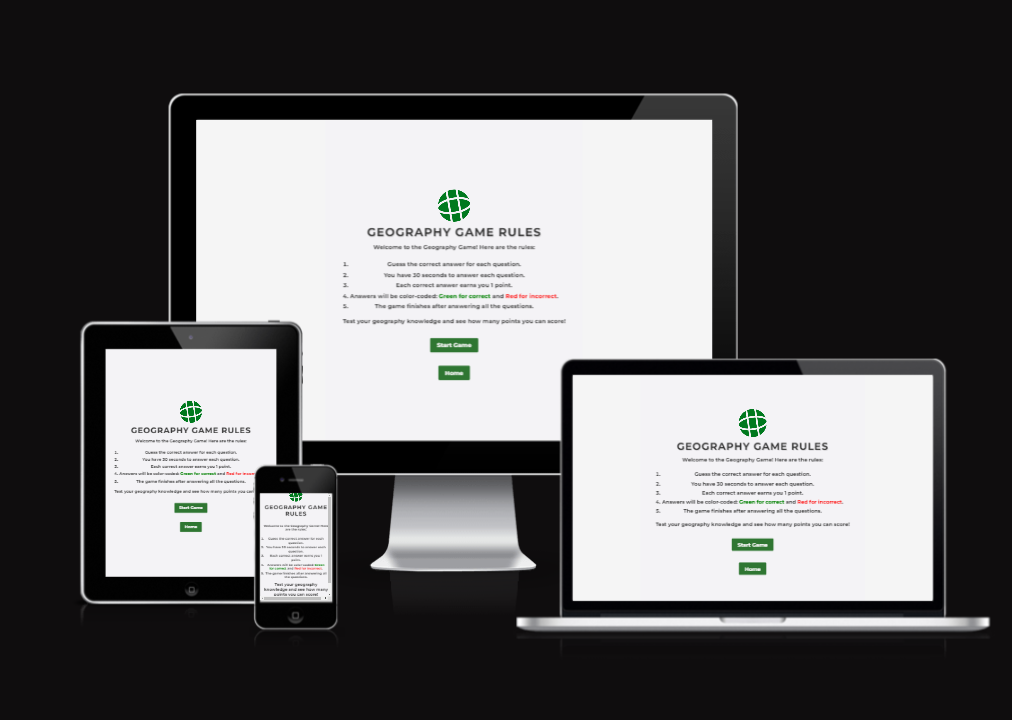 GEOGRAPHY GAME RULES
Welcome to the Geography Game! Here are the rules:
1. Guess the correct answer for each question.
2. You have 30 seconds to answer each question.
3. Each correct answer earns you 1 point.
4. Answers will be color-coded: Green for correct and Red for incorrect.
5. The game finishes after answering all the questions.
Test your geography knowledge and see how many points you can score!
Start Game
Home
GEOGRAPHY GAME RULES
Welcome to the Geography Game! Here are the rules:
1. Guess the correct answer for each question.
2. You have 30 seconds to answer each question.
3. Each correct answer earns you 1 point.
4. Answers will be color-coded: Green for correct and Red for incor
5. The game finishes after answering all the questions.
Test your geography knowledge and see how many points you can
Start Game
Home
GEOGRAPHY GAME
RULES
Welcome to the Geography Game! Here
are the rules:
1. Guess the correct answer for each
question.
2. You have 30 seconds to answer each
question.
3. Each correct answer earns you 1
point.
4. Answers will be color-coded: Green
for correct and Red for incorrect.
5. The game finishes after answering all
the questions.
Test your geography
knowledge and see how many
points you can score!
GEOGRAPHY GAME RULES
Welcome to the Geography Game! Here are the rules:
1. Guess the correct answer for each question.
2. You have 30 seconds to answer each question.
3. Each correct answer earns you 1 point.
4. Answers will be color-coded: Green for correct and Red for incorrect.
5. The game finishes after answering all the questions.
Test your geography knowledge and see how many points you can score!
Start Game
Home